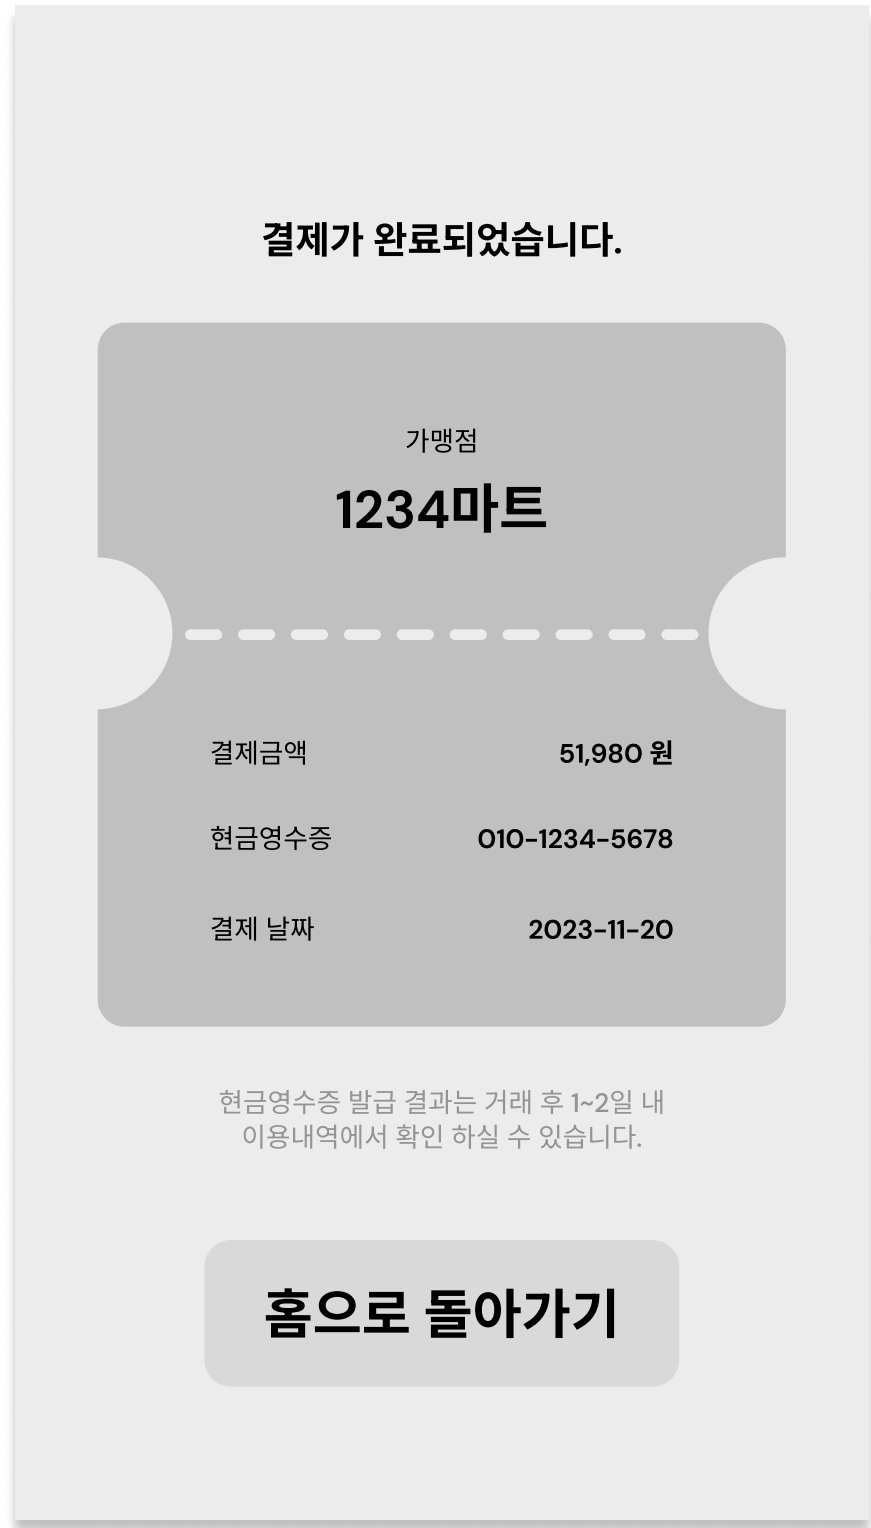 결제가 완료되었습니다.
가맹점
1234마트
결제금액 51,980 원
현금영수증 010-1234-5678
결제 날짜 2023-11-20
현금영수증 발급 결과는 거래 후 1~2일 내
이용내역에서 확인 하실 수 있습니다.
홈으로 돌아가기